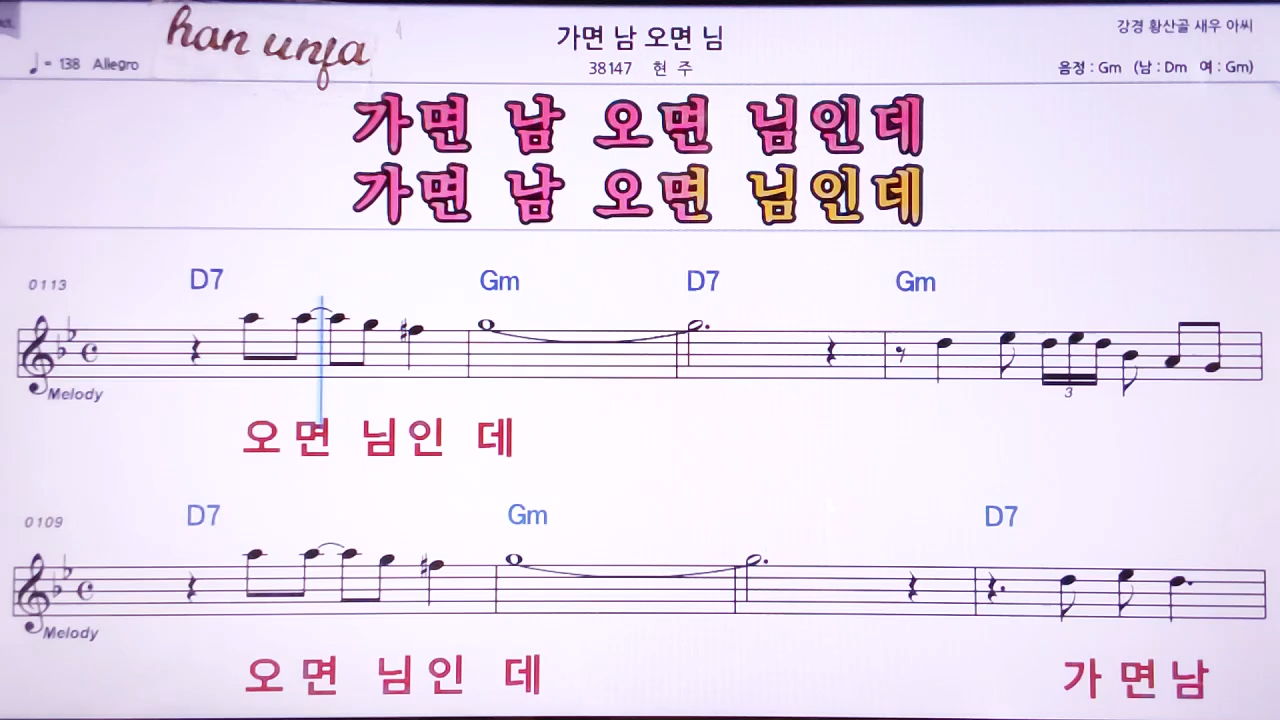 han unja
가면 남 오면 님
강경 황산골 새우 아씨
♩= 138 Allegro
38147 현 주
음정 : Gm (남 : Dm 여 : Gm)
가면 남 오면 님인데
가면 남 오면 님인데
0113 D7 Gm D7 Gm
3
Melody
오 면 님인 데
0109 D7 Gm D7
Melody
오 면 님인 데 가 면 남